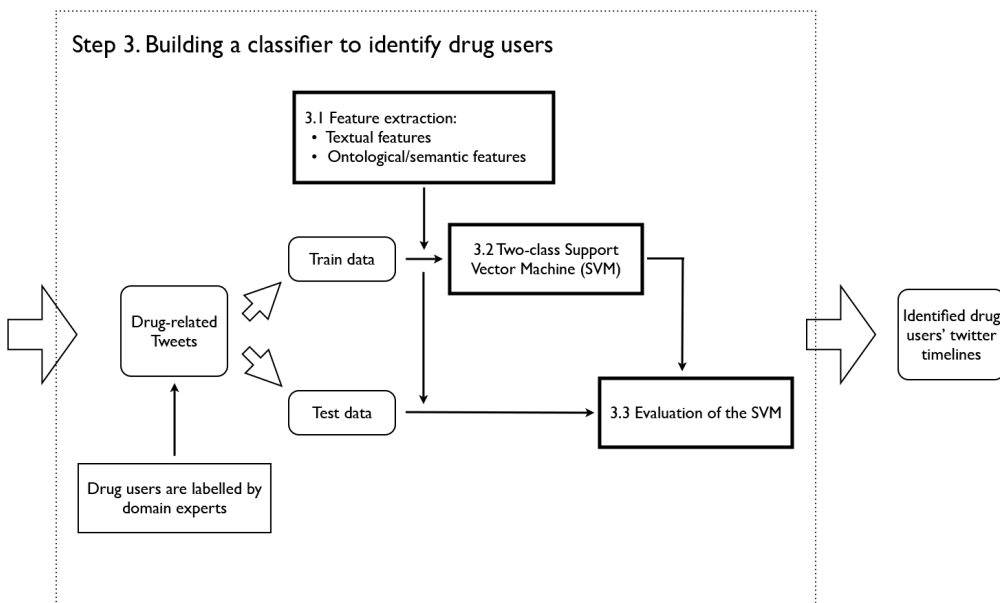 Step 3. Building a classifier to identify drug users
3.1 Feature extraction:
• Textual features
• Ontological/semantic features
Train data
3.2 Two-class Support
Vector Machine (SVM)
Drug-related
Tweets
Identified drug
users' twitter
timelines
Test data
3.3 Evaluation of the SVM
Drug users are labelled by
domain experts